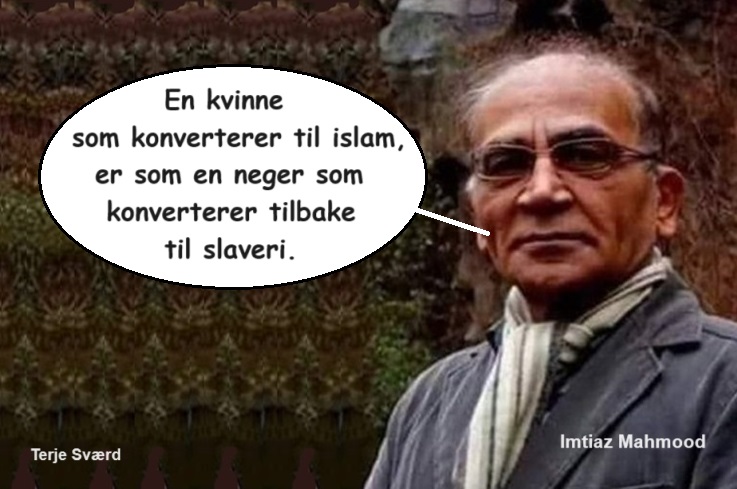 En kvinne
som konverterer til islam,
er som en neger som
konverterer tilbake
til slaveri.
Terje Sværd
Imtiaz Mahmood